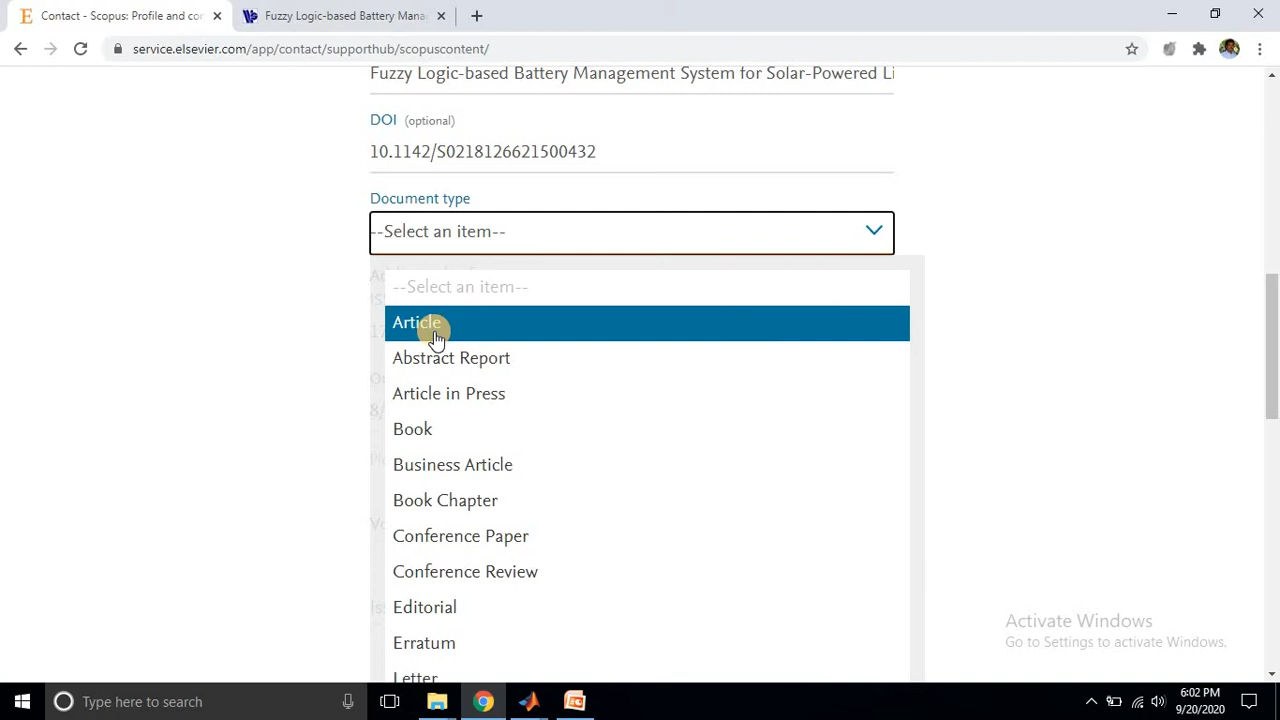 Contact - Scopus: Profile and co
Fuzzy Logic-based Battery Mana
service.elsevier.com/app/contact/supporthub/scopuscontent/
Fuzzy Logic-based Battery Management System for Solar-Powered Li
DOI (optional)
10.1142/S0218126621500432
Document type
--Select an item--
--Select an item--
Article
Abstract Report
Article in Press
Book
Business Article
Book Chapter
Conference Paper
Conference Review
Editorial
Erratum
Letter
Activate Windows
Go to Settings to activate Windows.
Type here to search
6:02 PM
9/20/2020